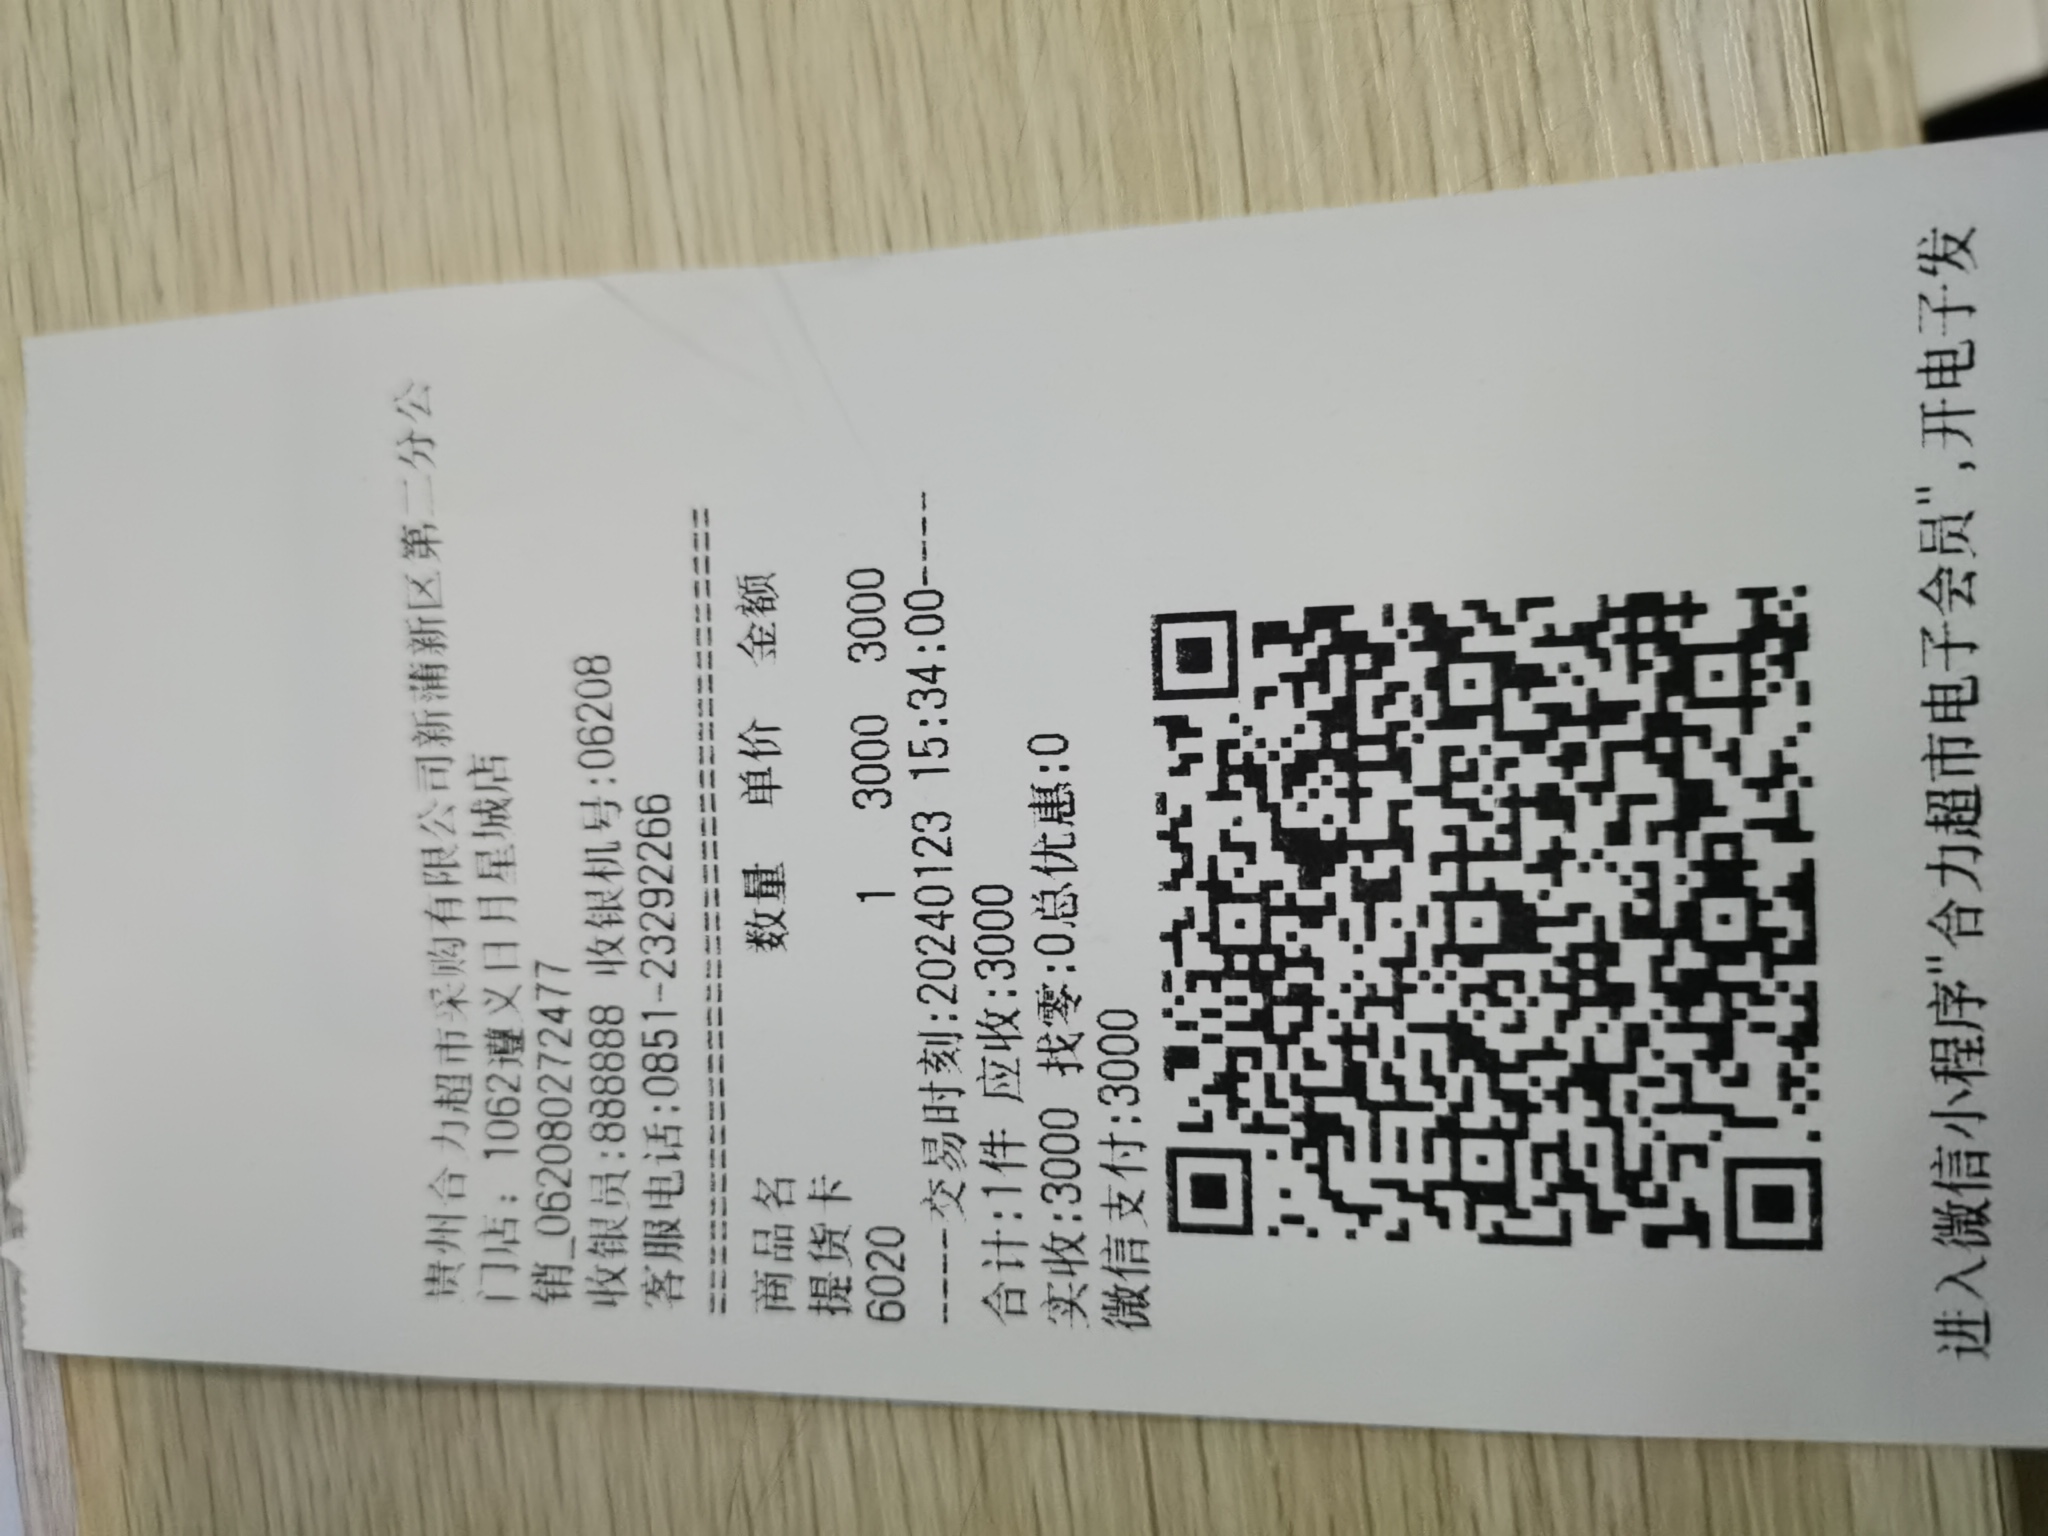 贵州合力超市采购有限公司新蒲新区第二分公
门店: 1062遵义日月星城店
销_06208027​2477
收银员:888888 收银机号:06208
客服电话:0851-23292266
==========================================
商品名 数量 单价 金额
提货卡
6020 1 3000 3000
-----交易时刻:20240123 15:34:00-----
合计:1件 应收:3000
实收:3000 找零:0总优惠:0
微信支付:3000
进入微信小程序"合力超市电子会员",开电子发